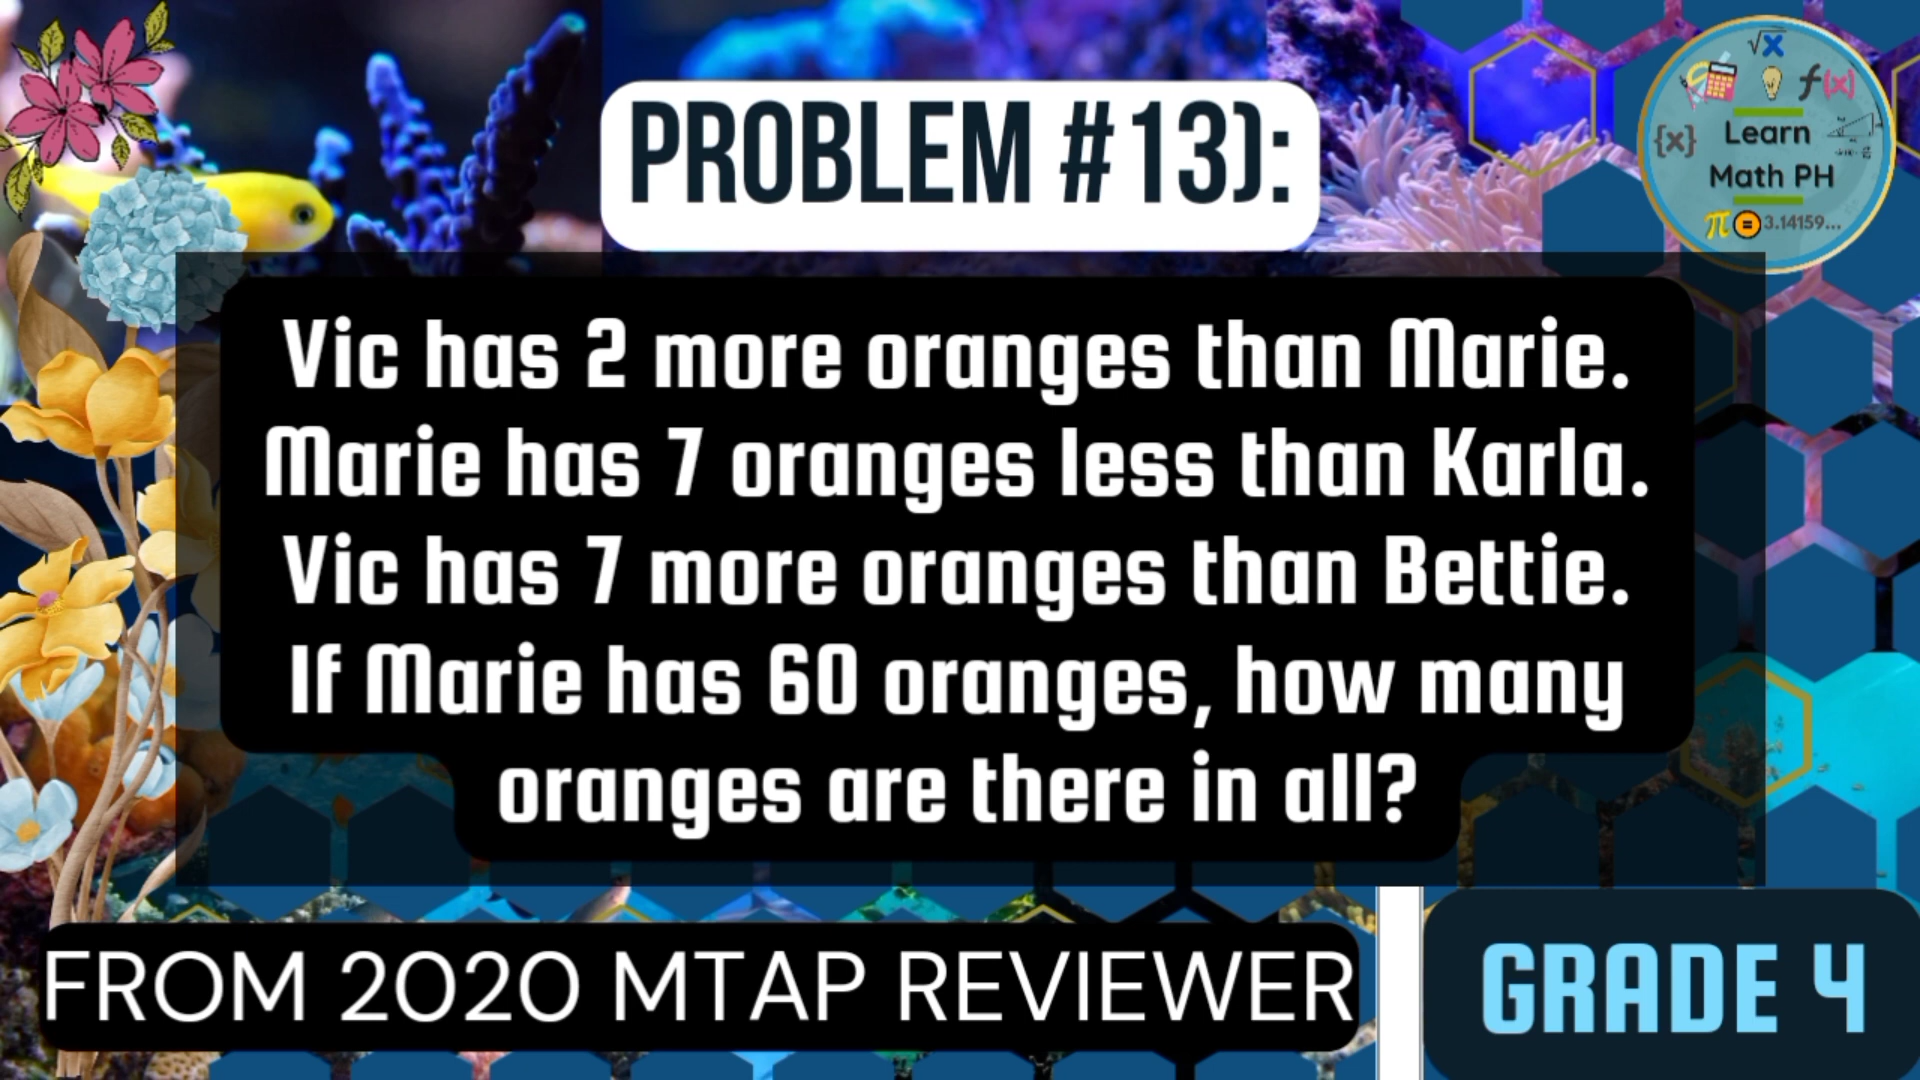 PROBLEM #13):
√x
f(x)
{x}
Learn
Math PH
π = 3.14159...
Vic has 2 more oranges than Marie.
Marie has 7 oranges less than Karla.
Vic has 7 more oranges than Bettie.
If Marie has 60 oranges, how many
oranges are there in all?
FROM 2020 MTAP REVIEWER
GRADE 4